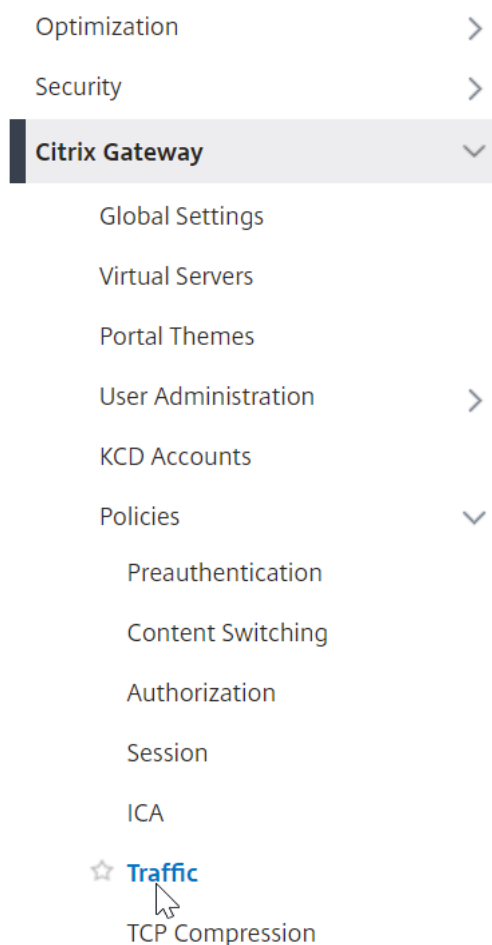 Optimization
Security
Citrix Gateway
Global Settings
Virtual Servers
Portal Themes
User Administration
KCD Accounts
Policies
Preauthentication
Content Switching
Authorization
Session
ICA
Traffic
TCP Compression